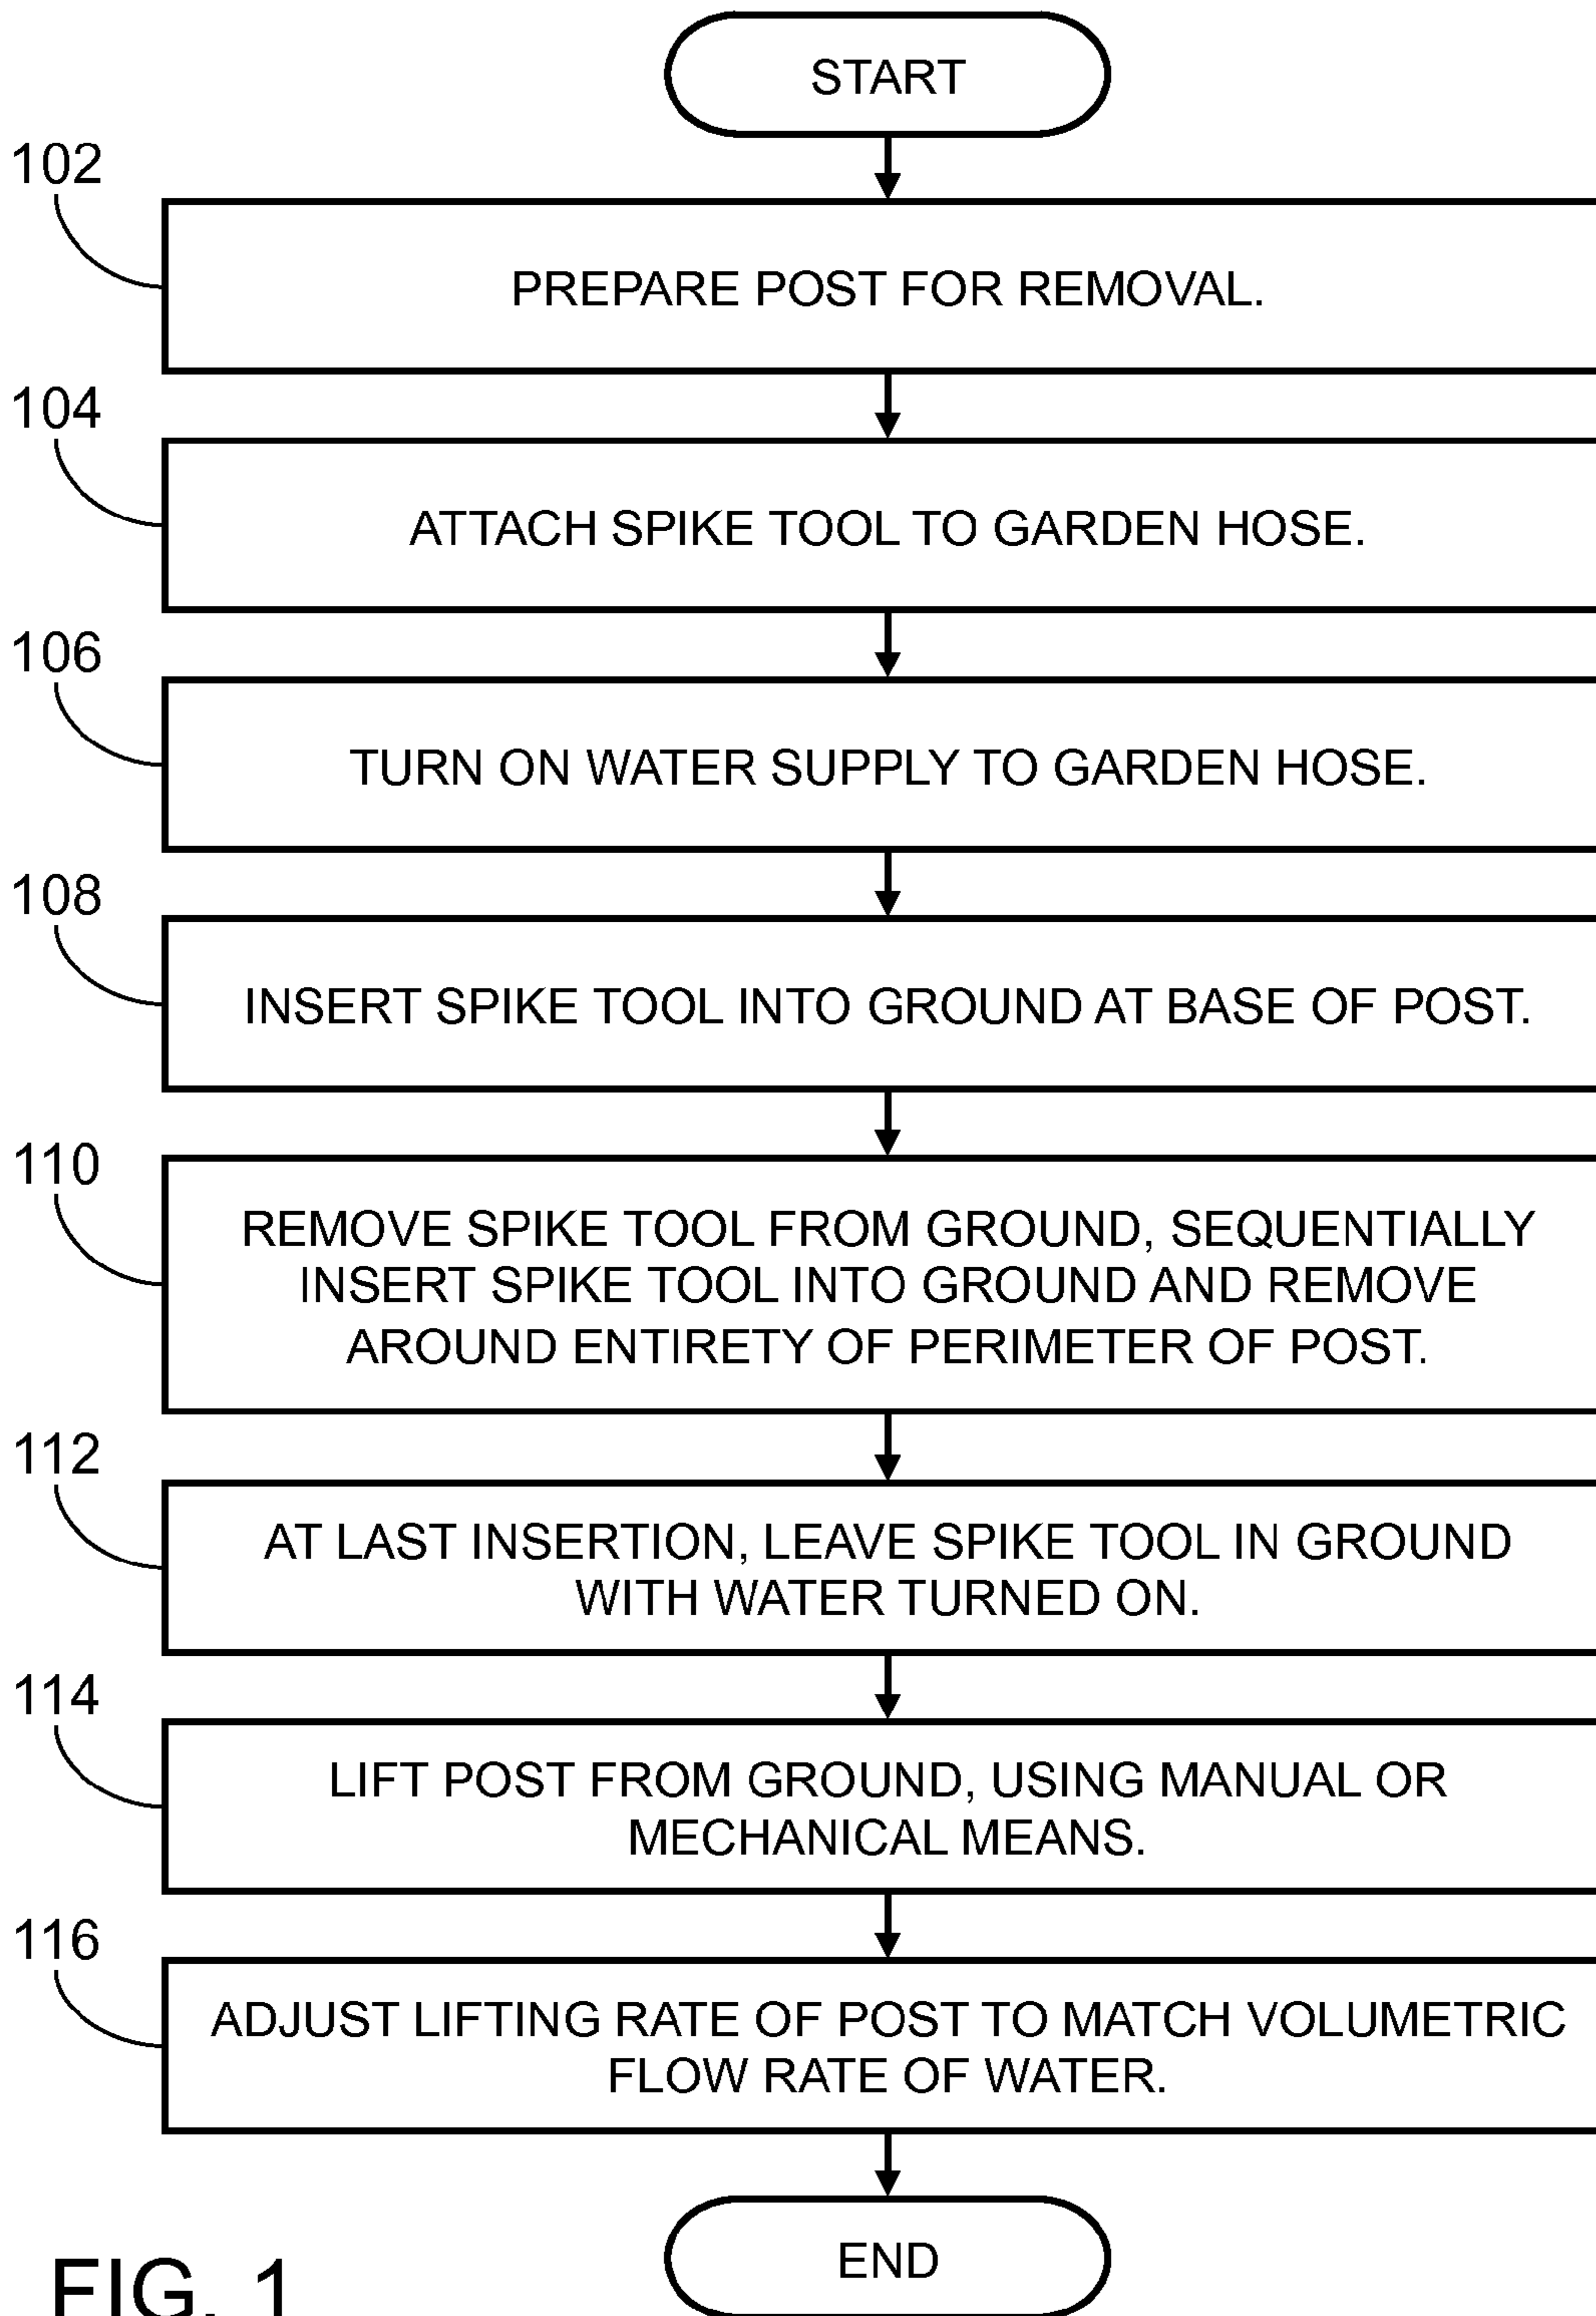 START
102
PREPARE POST FOR REMOVAL.
104
ATTACH SPIKE TOOL TO GARDEN HOSE.
106
TURN ON WATER SUPPLY TO GARDEN HOSE.
108
INSERT SPIKE TOOL INTO GROUND AT BASE OF POST.
110
REMOVE SPIKE TOOL FROM GROUND, SEQUENTIALLY
INSERT SPIKE TOOL INTO GROUND AND REMOVE
AROUND ENTIRETY OF PERIMETER OF POST.
112
AT LAST INSERTION, LEAVE SPIKE TOOL IN GROUND
WITH WATER TURNED ON.
114
LIFT POST FROM GROUND, USING MANUAL OR
MECHANICAL MEANS.
116
ADJUST LIFTING RATE OF POST TO MATCH VOLUMETRIC
FLOW RATE OF WATER.
END
FIG. 1